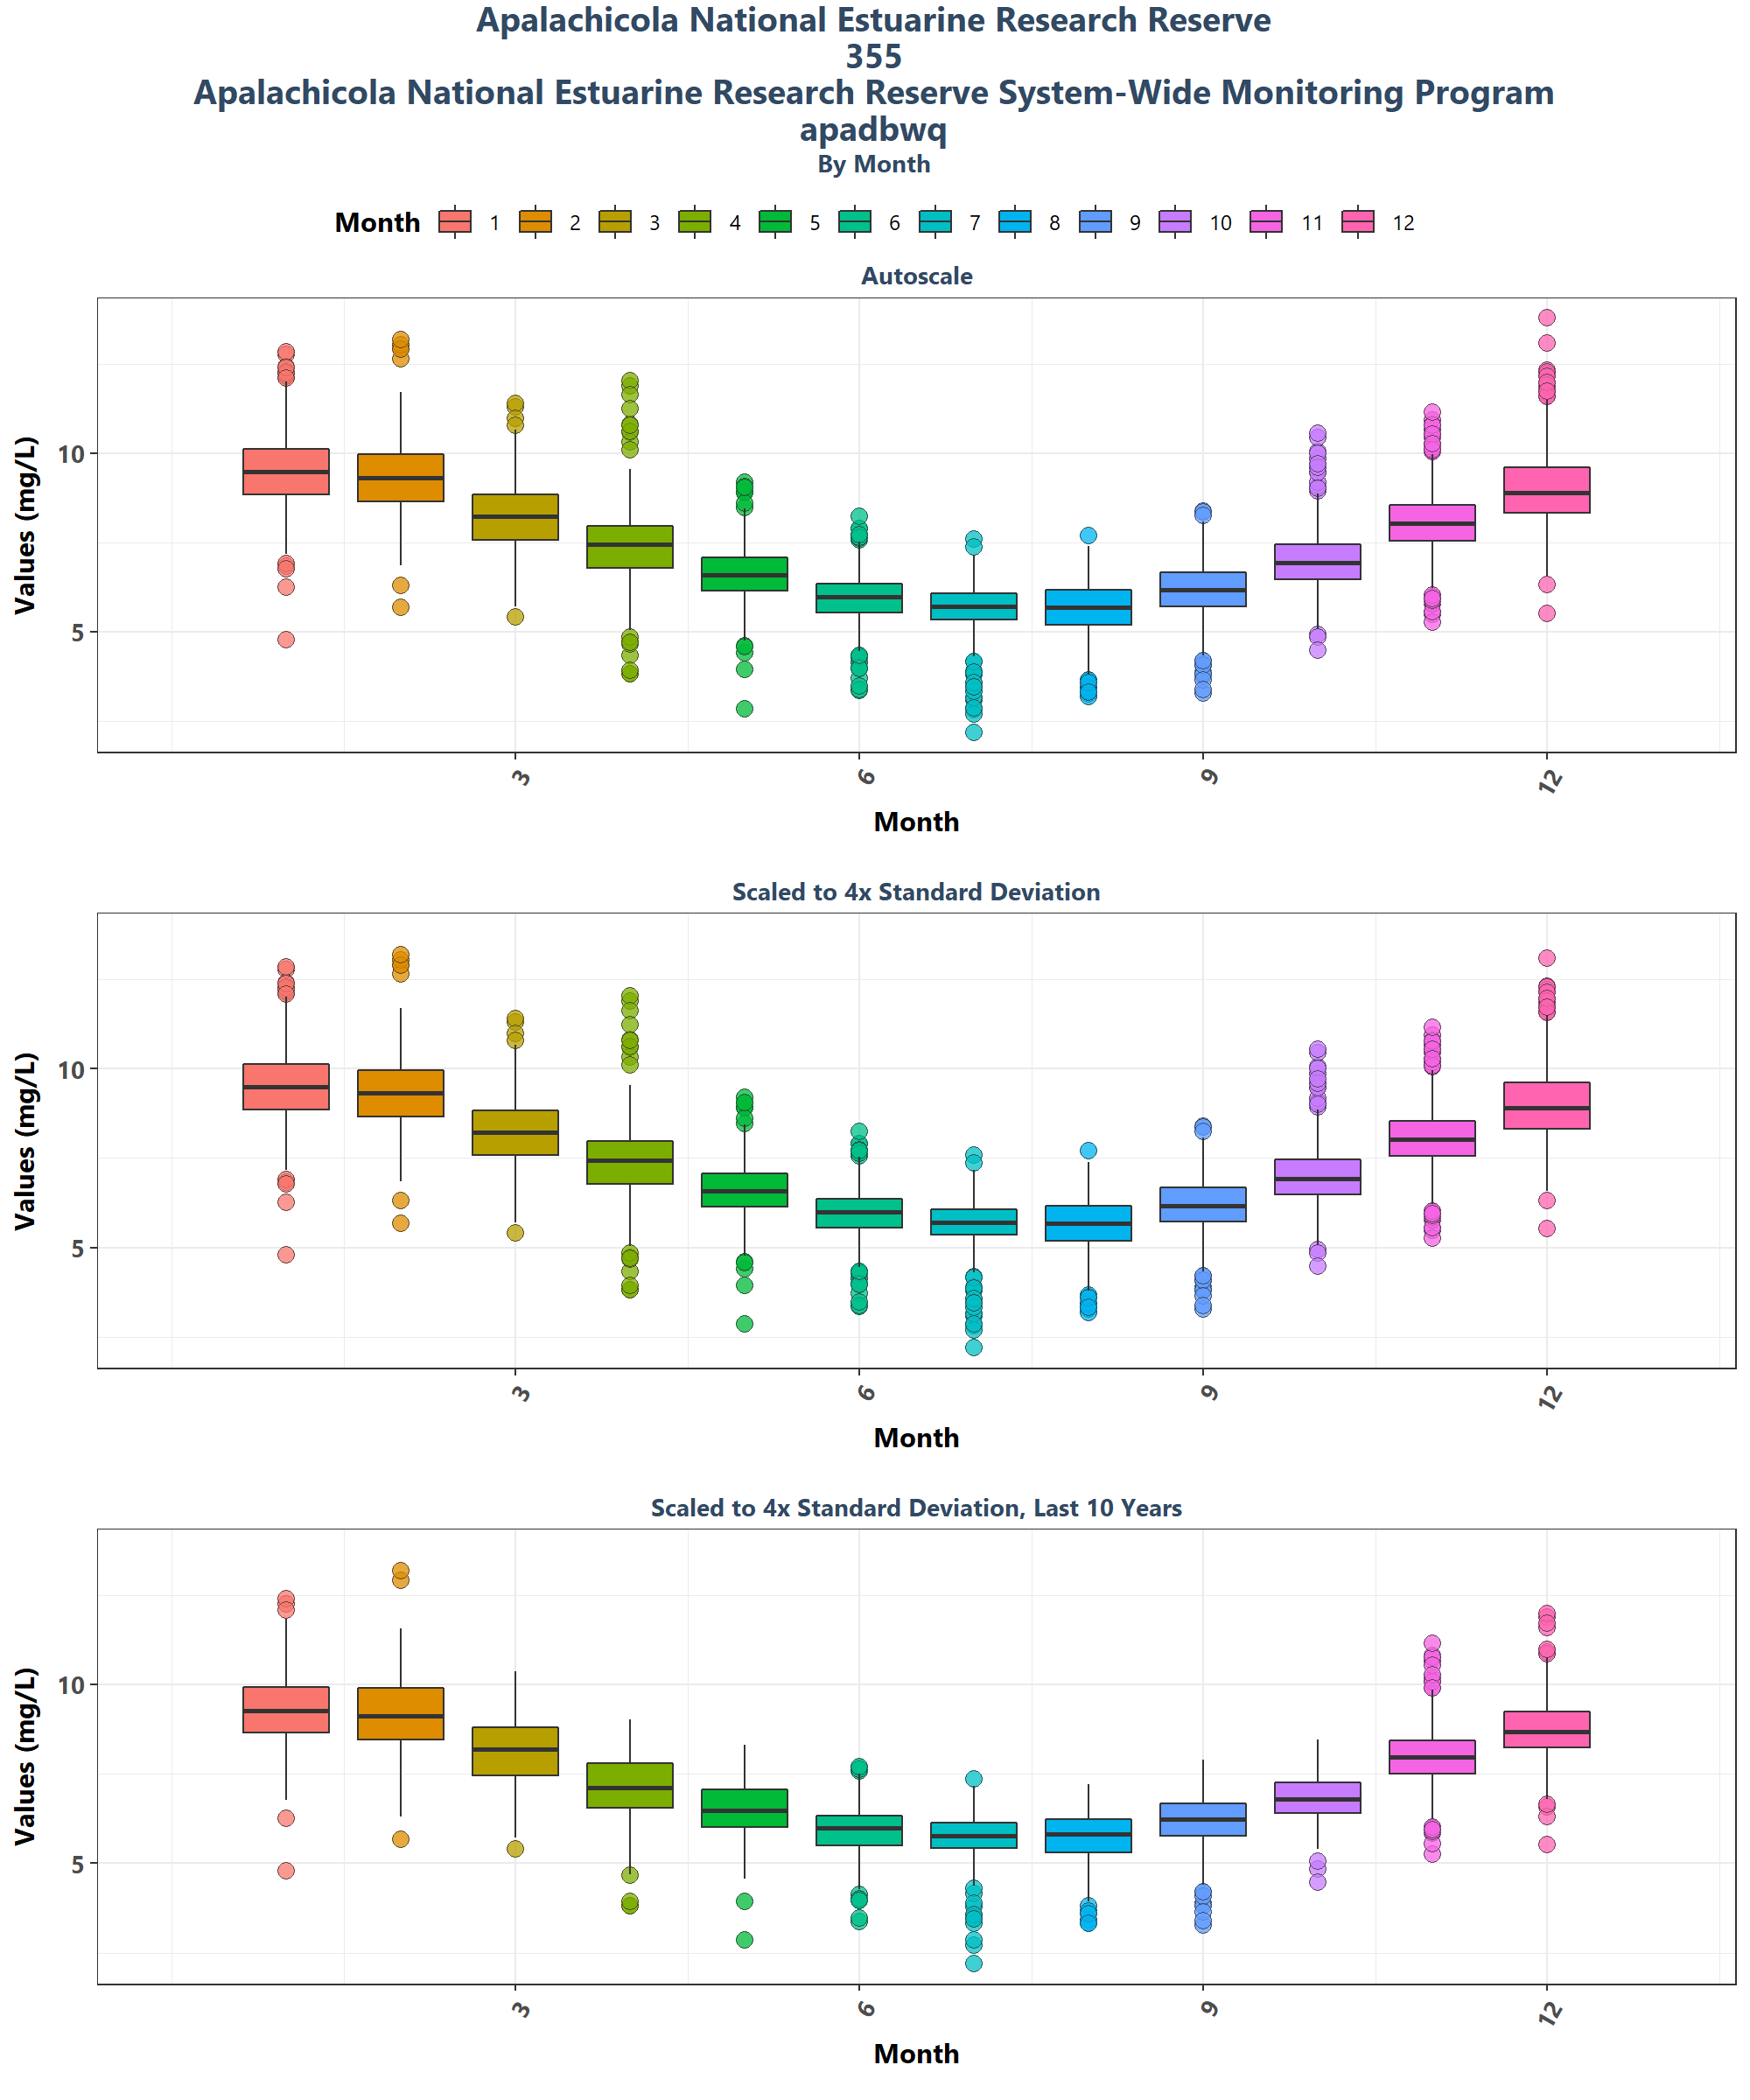 Apalachicola National Estuarine Research Reserve
355
Apalachicola National Estuarine Research Reserve System-Wide Monitoring Program
apadbwq
By Month
Month 1 2 3 4 5 6 7 8 9 10 11 12
Autoscale
Values (mg/L)
10
5
3 6 9 12
Month
Scaled to 4x Standard Deviation
Values (mg/L)
10
5
3 6 9 12
Month
Scaled to 4x Standard Deviation, Last 10 Years
Values (mg/L)
10
5
3 6 9 12
Month